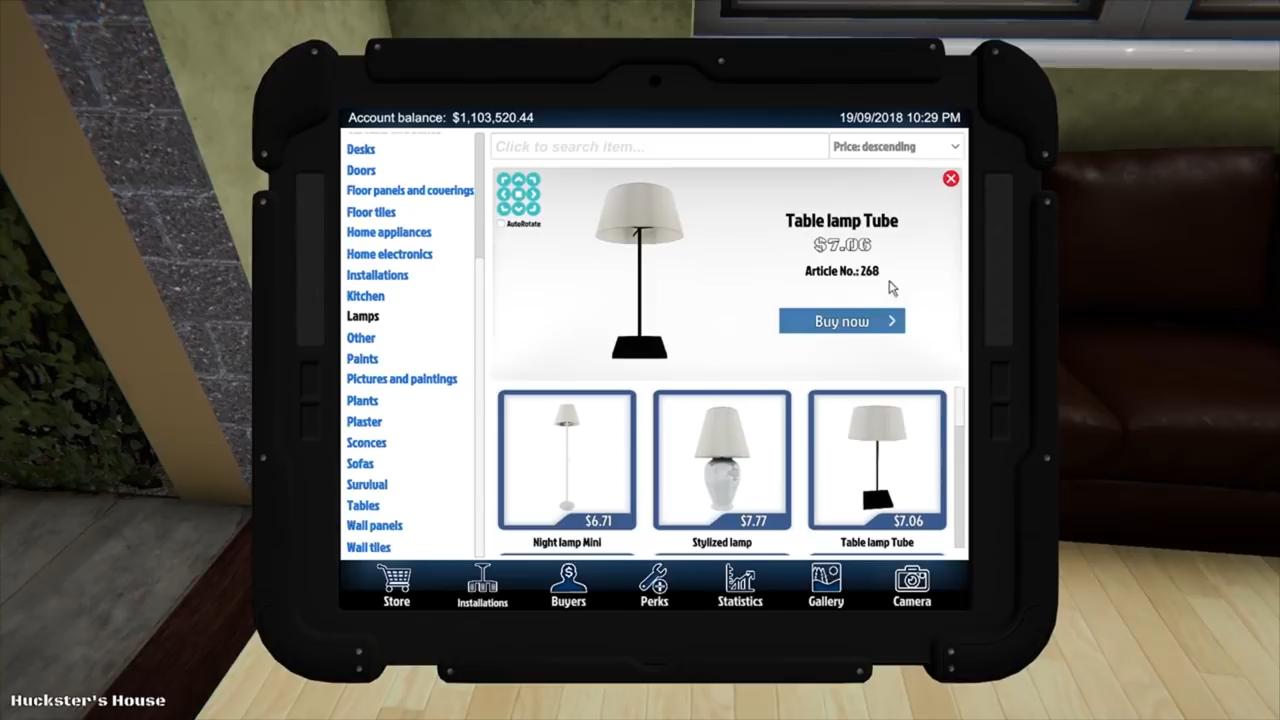 Account balance: $1,103,520.44
19/09/2018 10:29 PM
Desks
Doors
Floor panels and coverings
Floor tiles
Home appliances
Home electronics
Installations
Kitchen
Lamps
Other
Paints
Pictures and paintings
Plants
Plaster
Sconces
Sofas
Survival
Tables
Wall panels
Wall tiles
Click to search item...
Price: descending
AutoRotate
Table lamp Tube
$7.06
Article No.: 268
Buy now
$6.71
Night lamp Mini
$7.77
Stylized lamp
$7.06
Table lamp Tube
Store
Installations
Buyers
Perks
Statistics
Gallery
Camera
Huckster's House